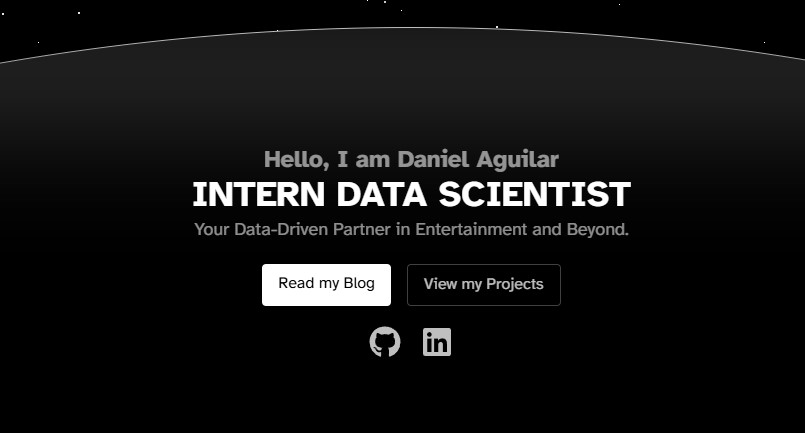 Hello, I am Daniel Aguilar
INTERN DATA SCIENTIST
Your Data-Driven Partner in Entertainment and Beyond.
Read my Blog
View my Projects
in